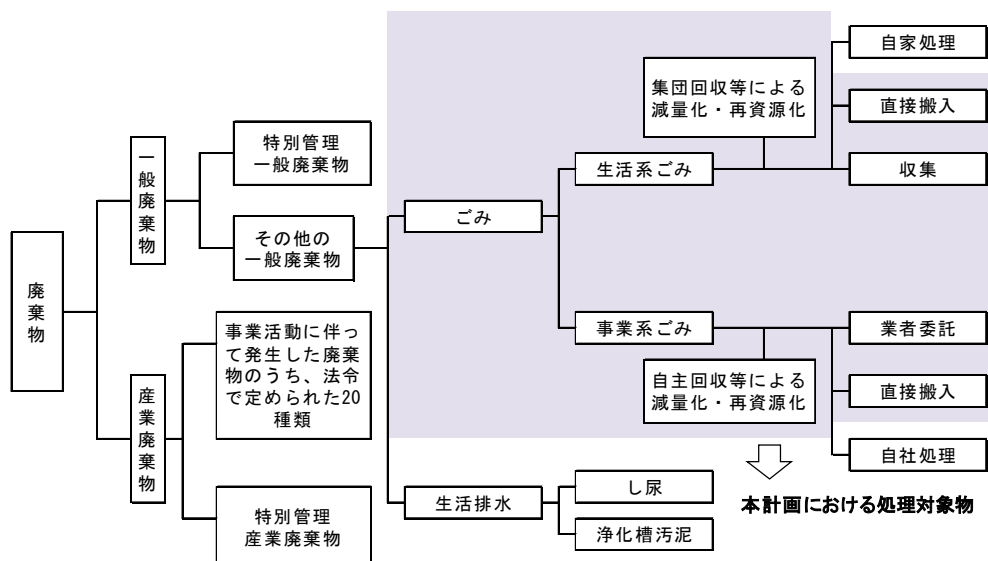 廃棄物
一般廃棄物
産業廃棄物
特別管理
一般廃棄物
その他の
一般廃棄物
事業活動に伴っ
て発生した廃棄
物のうち、法令
で定められた20
種類
特別管理
産業廃棄物
ごみ
生活排水
集団回収等による
減量化・再資源化
生活系ごみ
事業系ごみ
自主回収等による
減量化・再資源化
し尿
浄化槽汚泥
自家処理
直接搬入
収集
業者委託
直接搬入
自社処理
本計画における処理対象物